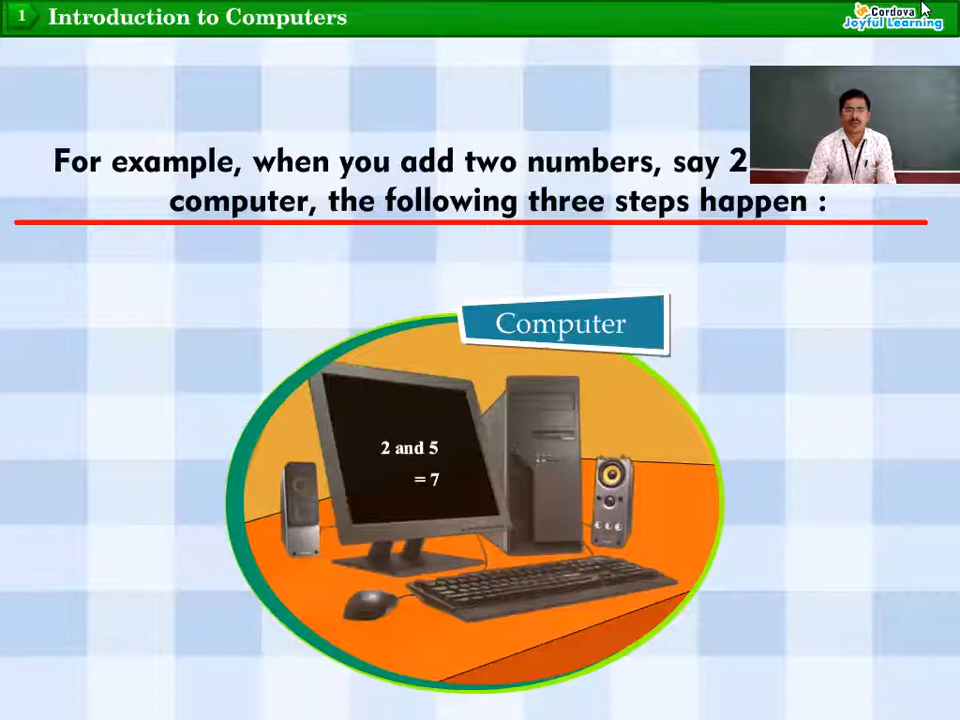 1 Introduction to Computers
Cordova
Joyful Learning
For example, when you add two numbers, say 2
computer, the following three steps happen :
Computer
2 and 5
= 7